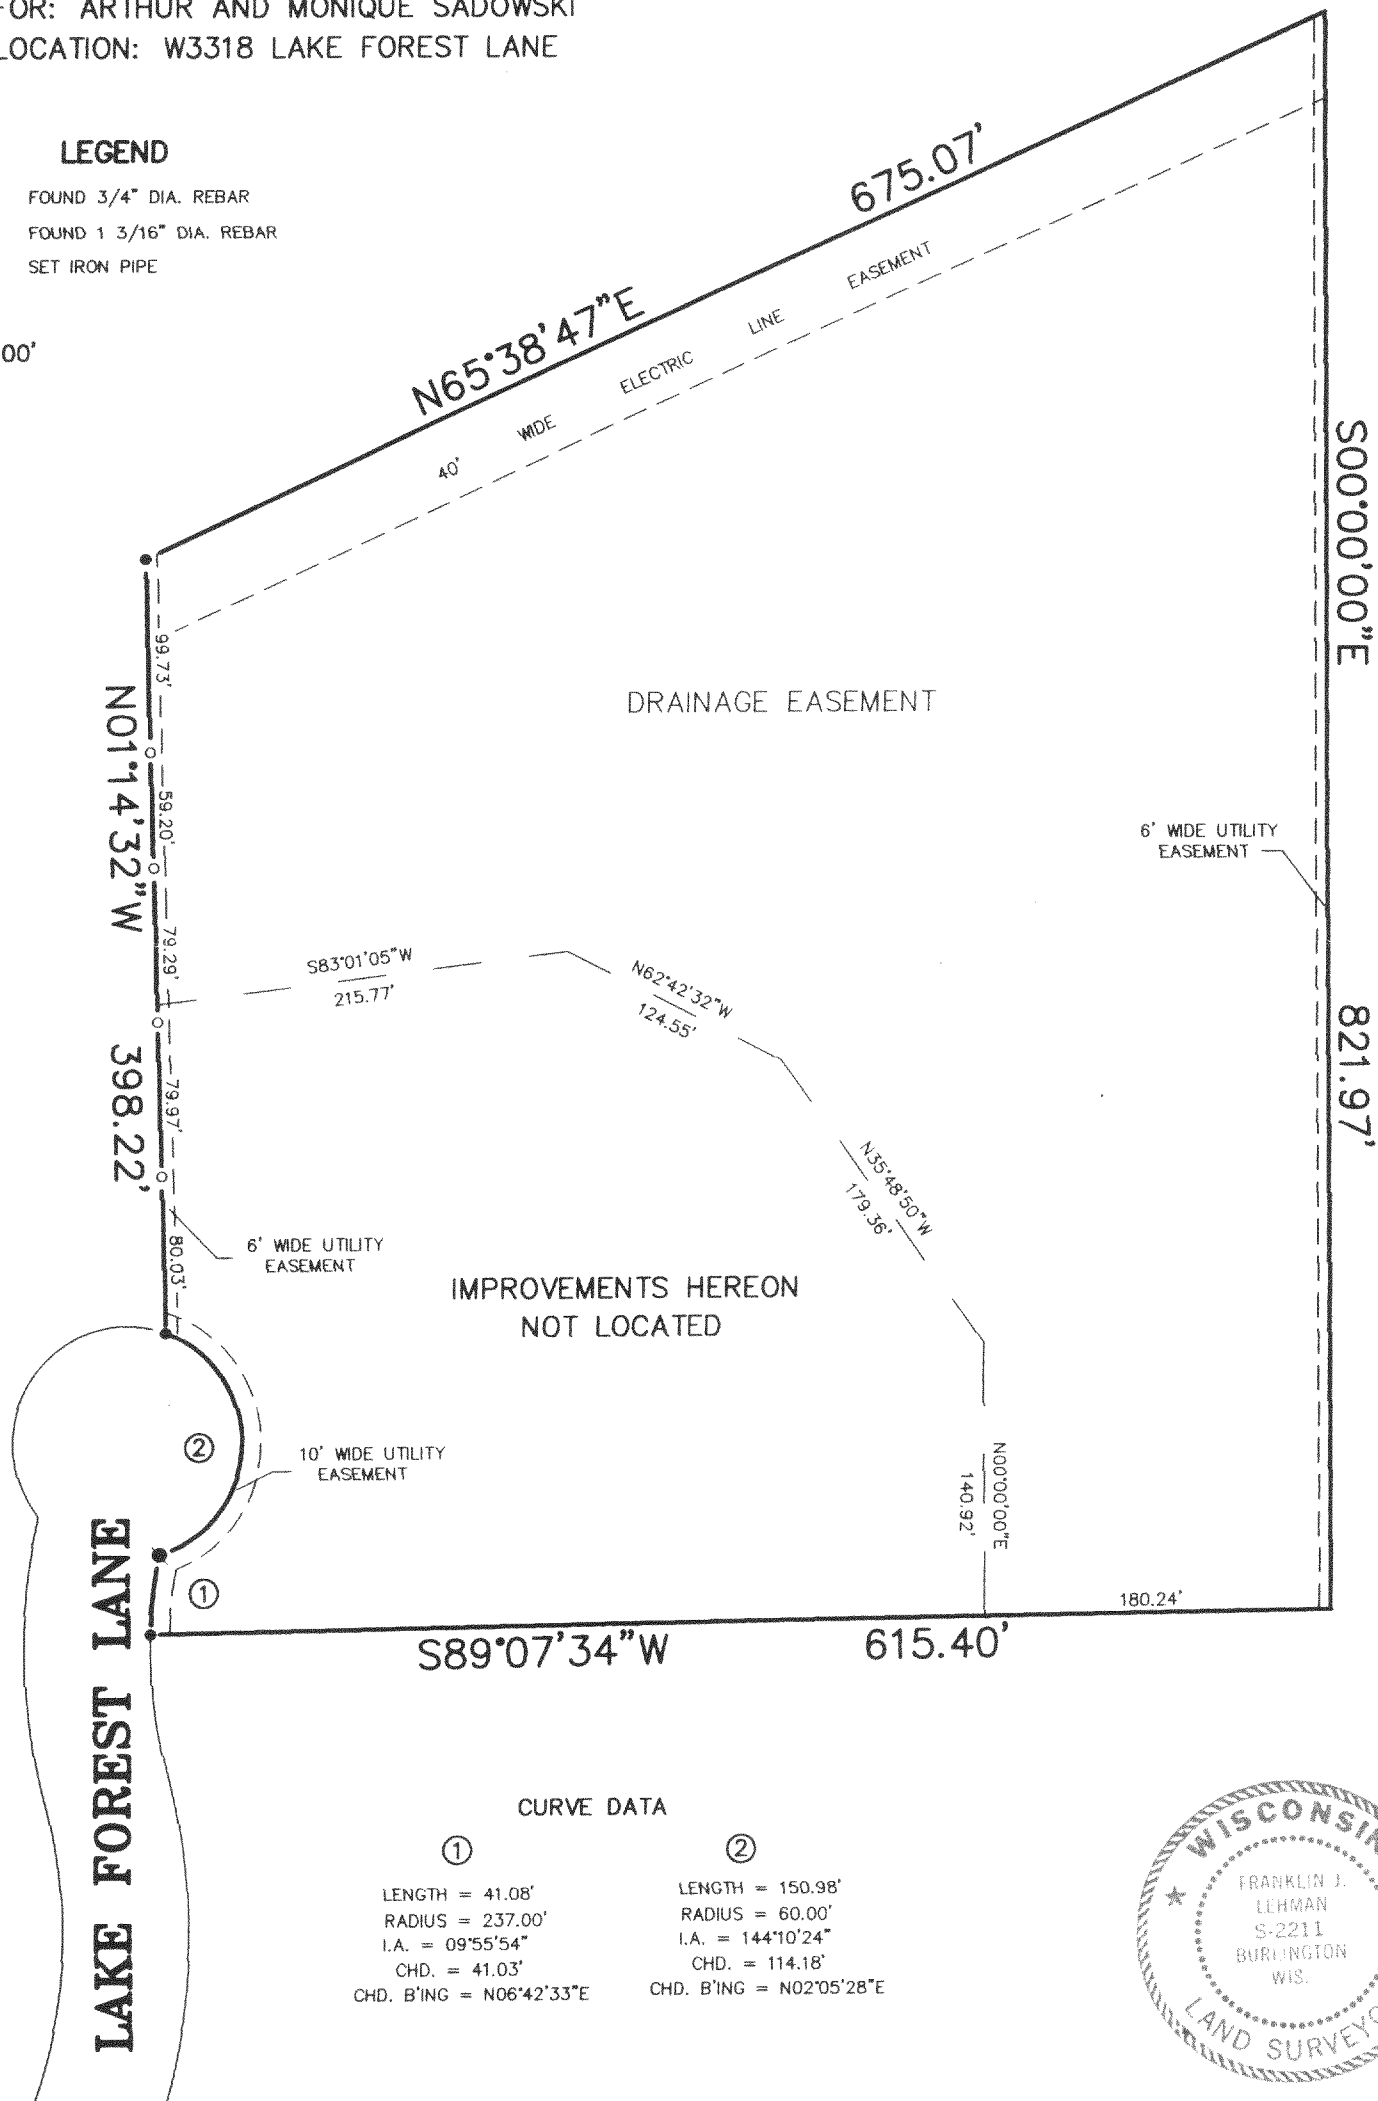 FOR: ARTHUR AND MONIQUE SADOWSKI
LOCATION: W3318 LAKE FOREST LANE
LEGEND
FOUND 3/4" DIA. REBAR
FOUND 1 3/16" DIA. REBAR
SET IRON PIPE
00'
N65°38'47"E
675.07'
40' WIDE ELECTRIC LINE EASEMENT
S00°00'00"E
821.97'
99.73'
59.20'
79.29'
79.97'
80.03'
N01°14'32"W
398.22'
DRAINAGE EASEMENT
6' WIDE UTILITY
EASEMENT
S83°01'05"W
215.77'
N62°42'32"W
124.55'
N35°48'50"W
179.36'
6' WIDE UTILITY
EASEMENT
IMPROVEMENTS HEREON
NOT LOCATED
2
10' WIDE UTILITY
EASEMENT
N00°00'00"E
140.92'
1
180.24'
S89°07'34"W
615.40'
LAKE FOREST LANE
CURVE DATA
1
LENGTH = 41.08'
RADIUS = 237.00'
I.A. = 09°55'54"
CHD. = 41.03'
CHD. B'ING = N06°42'33"E
2
LENGTH = 150.98'
RADIUS = 60.00'
I.A. = 144°10'24"
CHD. = 114.18'
CHD. B'ING = N02°05'28"E
WISCONSIN
FRANKLIN J.
LEHMAN
S-2211
BURLINGTON
WIS.
LAND SURVEYO